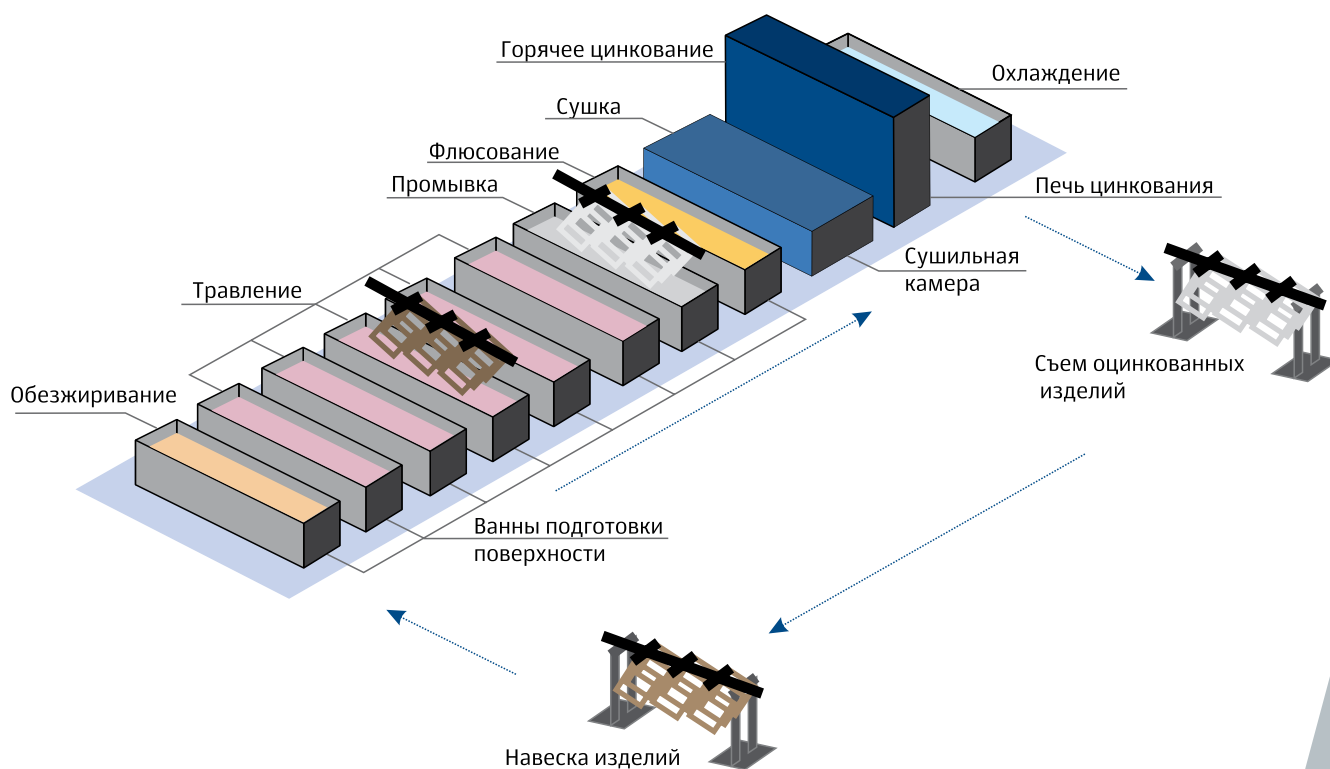 Горячее цинкование
Охлаждение
Сушка
Флюсование
Промывка
Печь цинкования
Сушильная
камера
Травление
Съем оцинкованных
изделий
Обезжиривание
Ванны подготовки
поверхности
Навеска изделий